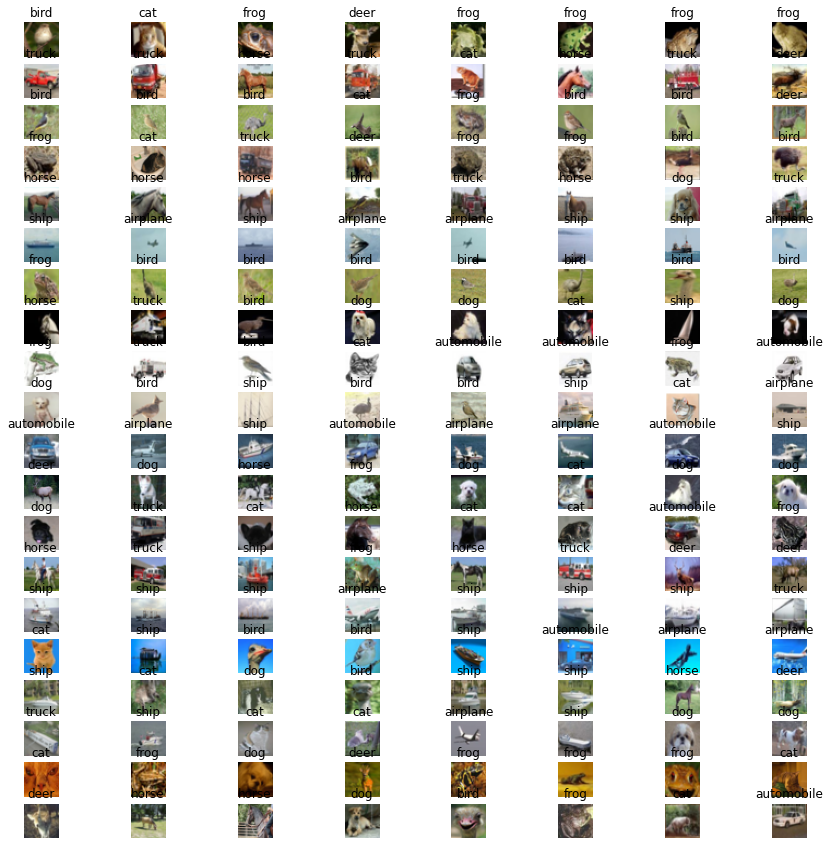 bird cat frog deer frog frog frog frog
truck truck horse truck cat horse truck deer
bird bird bird cat frog bird bird deer
frog cat truck deer frog frog bird bird
horse horse horse bird truck horse dog truck
ship airplane ship airplane airplane ship ship airplane
frog bird bird bird bird bird bird bird
horse truck bird dog dog cat ship dog
frog truck bird cat automobile automobile frog automobile
dog bird ship bird bird ship cat airplane
automobile airplane ship automobile airplane airplane automobile ship
deer dog horse frog dog cat dog dog
dog truck cat horse cat cat automobile frog
horse truck ship frog horse truck deer deer
ship ship ship airplane ship ship ship truck
cat ship bird bird ship automobile airplane airplane
ship cat dog bird ship ship horse deer
truck ship cat cat airplane ship dog dog
cat frog dog deer frog frog frog cat
deer horse horse dog bird frog cat automobile